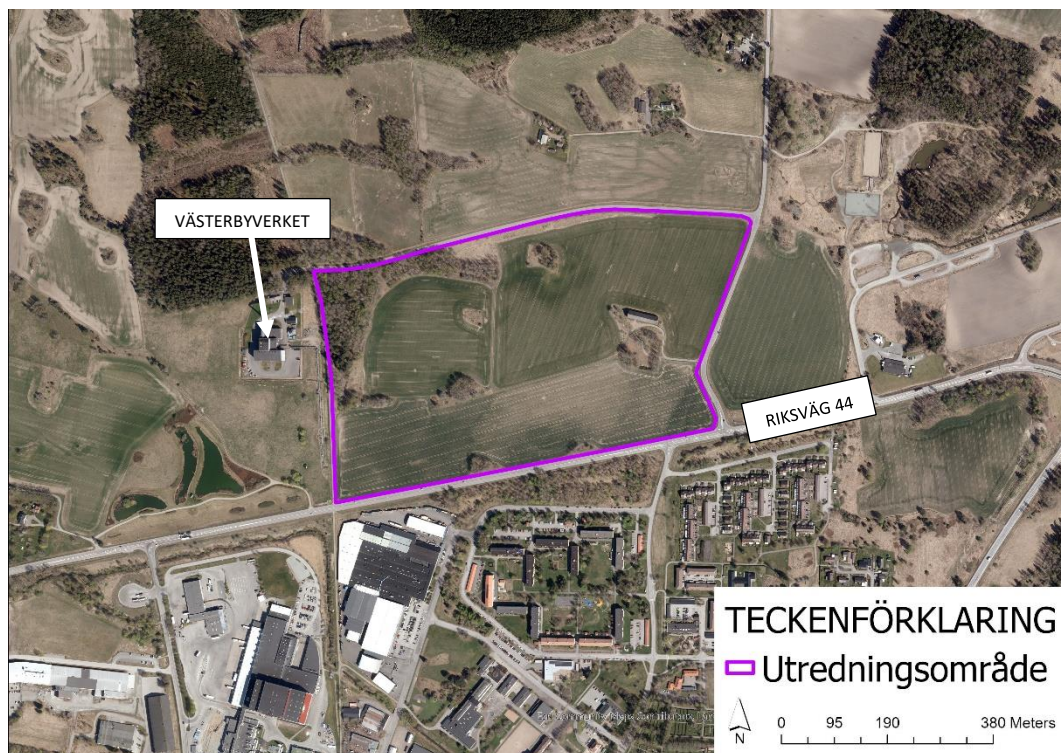 VÄSTERBYVERKET
RIKSVÄG 44
TECKENFÖRKLARING
Utredningsområde
N
0 95 190 380 Meters